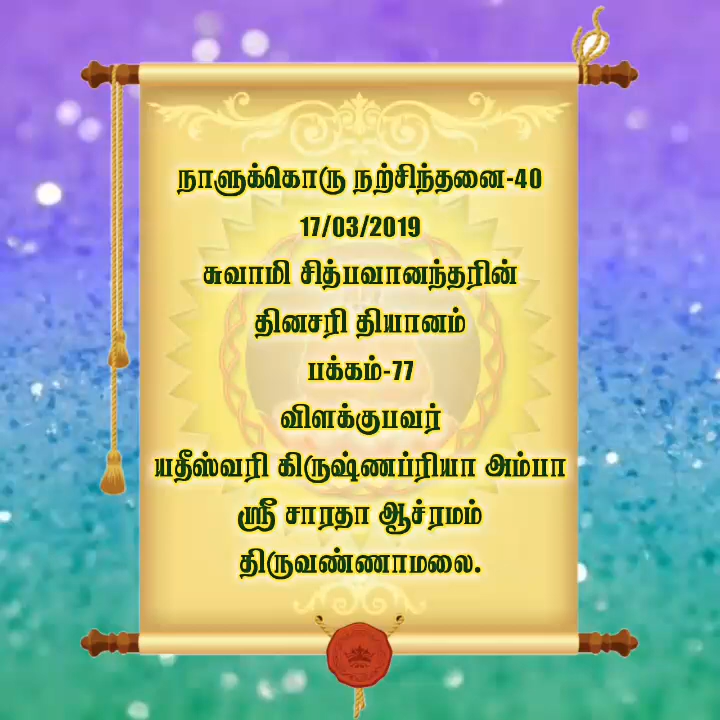 நாளுக்கொரு நற்சிந்தனை-40
17/03/2019
சுவாமி சித்பவானந்தரின்
தினசரி தியானம்
பக்கம்-77
விளக்குபவர்
யதீஸ்வரி கிருஷ்ணப்ரியா அம்பா
ஸ்ரீ சாரதா ஆச்ரமம்
திருவண்ணாமலை.